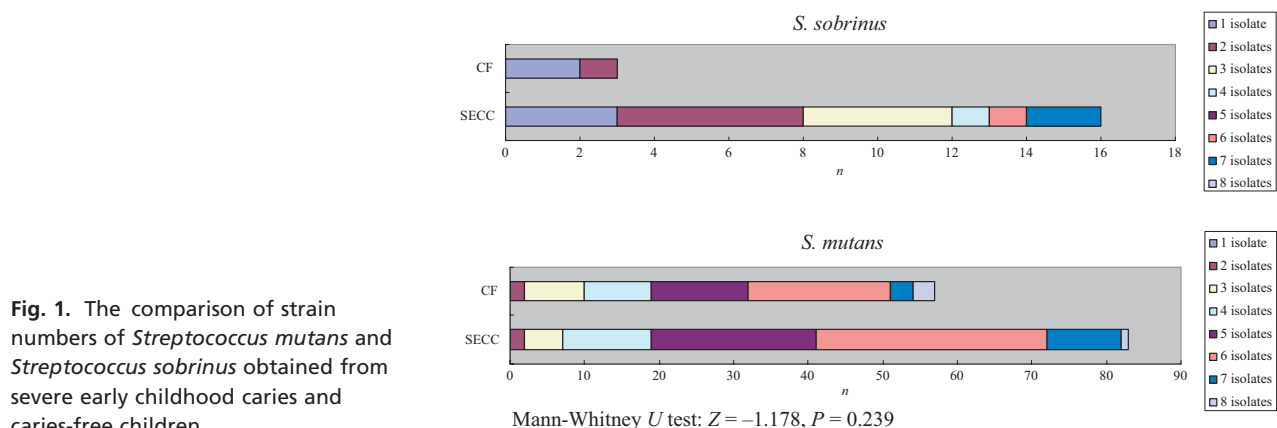 S. sobrinus
CF
SECC
0 2 4 6 8 10 12 14 16 18
n
1 isolate
2 isolates
3 isolates
4 isolates
5 isolates
6 isolates
7 isolates
8 isolates
S. mutans
CF
SECC
0 10 20 30 40 50 60 70 80 90
n
1 isolate
2 isolates
3 isolates
4 isolates
5 isolates
6 isolates
7 isolates
8 isolates
Mann-Whitney U test: Z = –1.178, P = 0.239
Fig. 1. The comparison of strain
numbers of Streptococcus mutans and
Streptococcus sobrinus obtained from
severe early childhood caries and
caries-free children